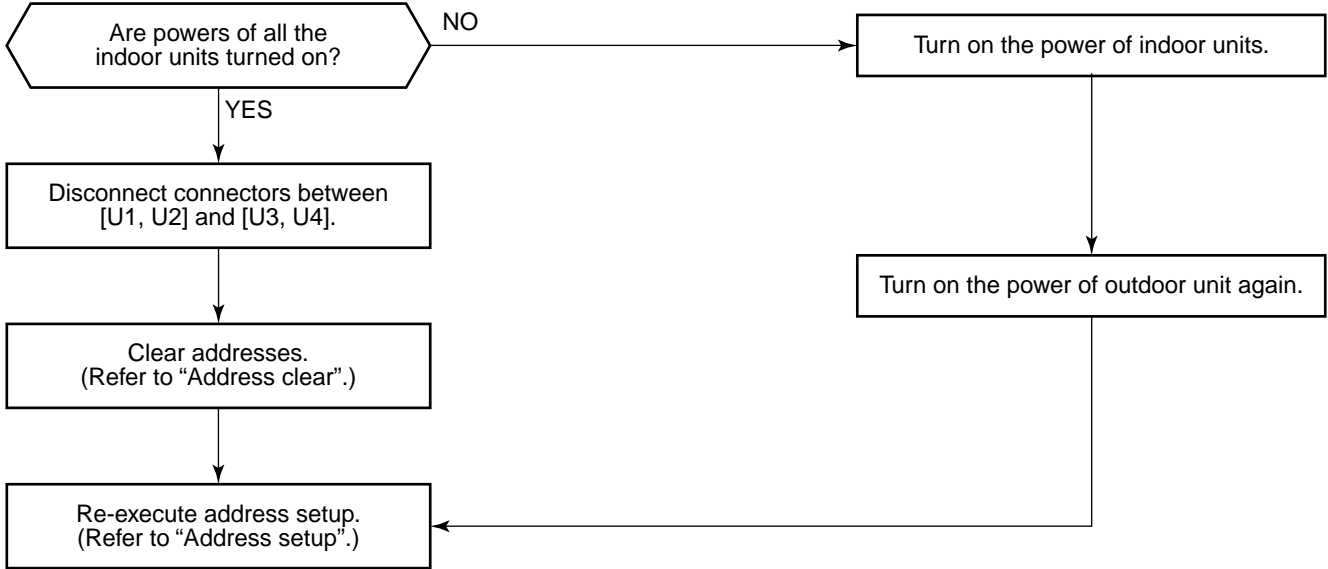 Are powers of all the
indoor units turned on?
NO
Turn on the power of indoor units.
YES
Disconnect connectors between
[U1, U2] and [U3, U4].
Turn on the power of outdoor unit again.
Clear addresses.
(Refer to “Address clear”.)
Re-execute address setup.
(Refer to “Address setup”.)